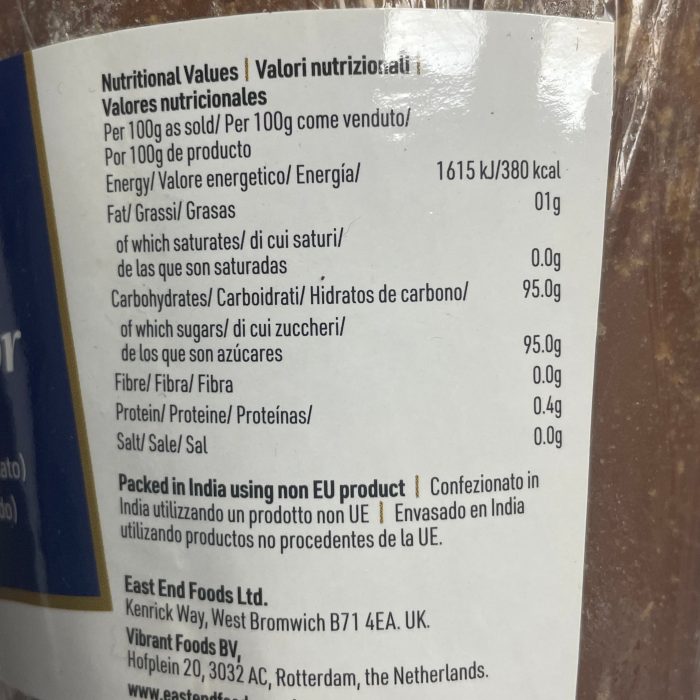 Nutritional Values | Valori nutrizionali |
Valores nutricionales
Per 100g as sold/ Per 100g come venduto/
Por 100g de producto
Energy/ Valore energetico/ Energía/ 1615 kJ/380 kcal
Fat/ Grassi/ Grasas 01g
of which saturates/ di cui saturi/
de las que son saturadas 0.0g
Carbohydrates/ Carboidrati/ Hidratos de carbono/ 95.0g
of which sugars/ di cui zuccheri/
de los que son azúcares 95.0g
Fibre/ Fibra/ Fibra 0.0g
Protein/ Proteine/ Proteínas/ 0.4g
Salt/ Sale/ Sal 0.0g
Packed in India using non EU product | Confezionato in
India utilizzando un prodotto non UE | Envasado en India
utilizando productos no procedentes de la UE.
East End Foods Ltd.
Kenrick Way, West Bromwich B71 4EA. UK.
Vibrant Foods BV,
Hofplein 20, 3032 AC, Rotterdam, the Netherlands.